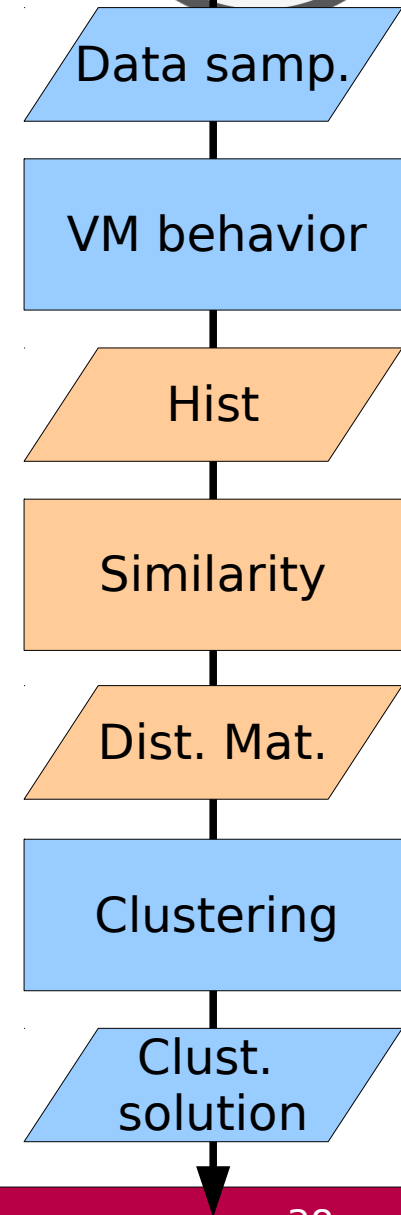 Data samp.
VM behavior
Hist
Similarity
Dist. Mat.
Clustering
Clust.
solution